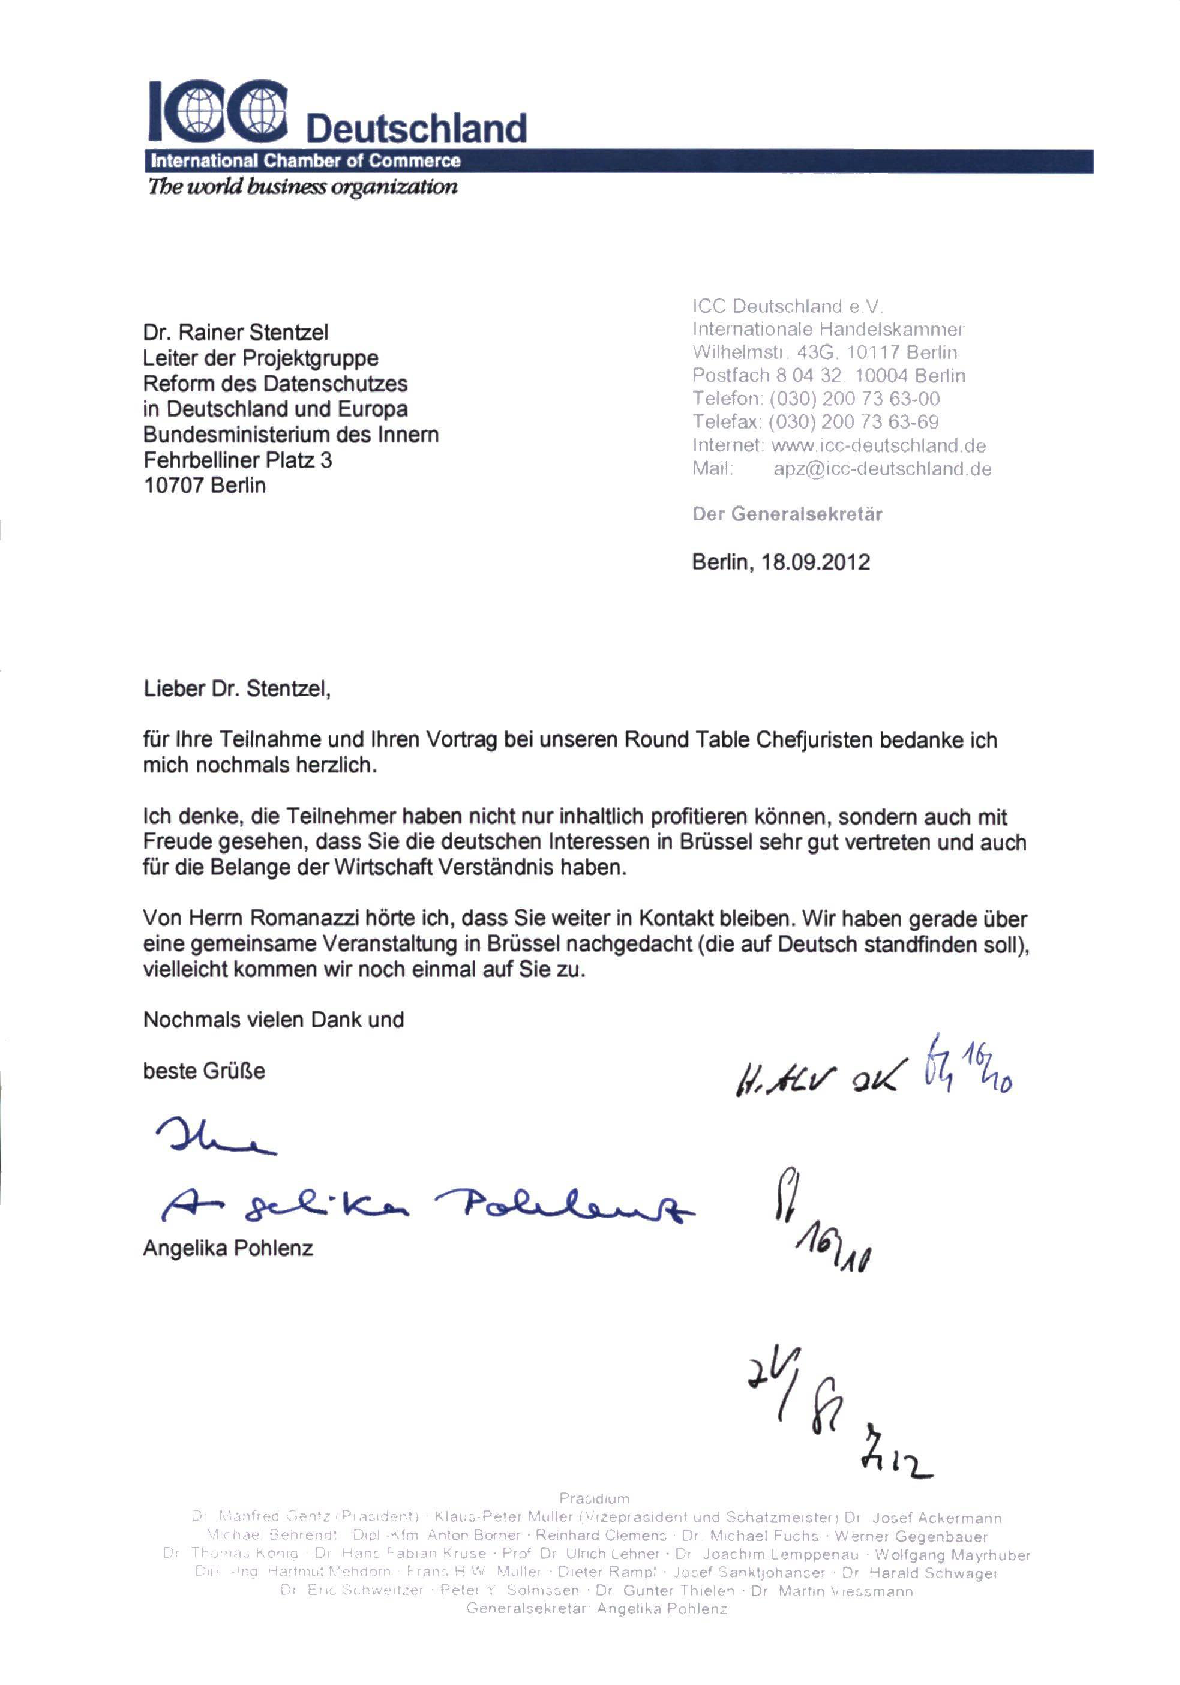 ICC Deutschland
International Chamber of Commerce
The world business organization
Dr. Rainer Stentzel
Leiter der Projektgruppe
Reform des Datenschutzes
in Deutschland und Europa
Bundesministerium des Innern
Fehrbelliner Platz 3
10707 Berlin
ICC Deutschland e.V.
Internationale Handelskammer
Wilhelmstr. 43G, 10117 Berlin
Postfach 8 04 32, 10004 Berlin
Telefon: (030) 200 73 63-00
Telefax: (030) 200 73 63-69
Internet: www.icc-deutschland.de
Mail: apz@icc-deutschland.de
Der Generalsekretär
Berlin, 18.09.2012
Lieber Dr. Stentzel,
für Ihre Teilnahme und Ihren Vortrag bei unseren Round Table Chefjuristen bedanke ich
mich nochmals herzlich.
Ich denke, die Teilnehmer haben nicht nur inhaltlich profitieren können, sondern auch mit
Freude gesehen, dass Sie die deutschen Interessen in Brüssel sehr gut vertreten und auch
für die Belange der Wirtschaft Verständnis haben.
Von Herrn Romanazzi hörte ich, dass Sie weiter in Kontakt bleiben. Wir haben gerade über
eine gemeinsame Veranstaltung in Brüssel nachgedacht (die auf Deutsch standfinden soll),
vielleicht kommen wir noch einmal auf Sie zu.
Nochmals vielen Dank und
beste Grüße
OK 16/10
Ihre
Angelika Pohlenz
16/10
Angelika Pohlenz
Präsidium
Dr. Manfred Gentz (Präsident) · Klaus-Peter Müller (Vizepräsident und Schatzmeister) Dr. Josef Ackermann
Michael Behrendt · Dipl.-Kfm. Anton Börner · Reinhard Clemens · Dr. Michael Fuchs · Werner Gegenbauer
Dr. Thomas König · Dr. Hans Fabian Kruse · Prof. Dr. Ulrich Lehner · Dr. Joachim Lemppenau · Wolfgang Mayrhuber
Dipl.-Ing. Hartmut Mehdorn · Frans H.W. Müller · Dieter Rampl · Josef Sanktjohanser · Dr. Harald Schwager
Dr. Eric Schweitzer · Peter Y. Solmssen · Dr. Gunter Thielen · Dr. Martin Viessmann
Generalsekretär: Angelika Pohlenz